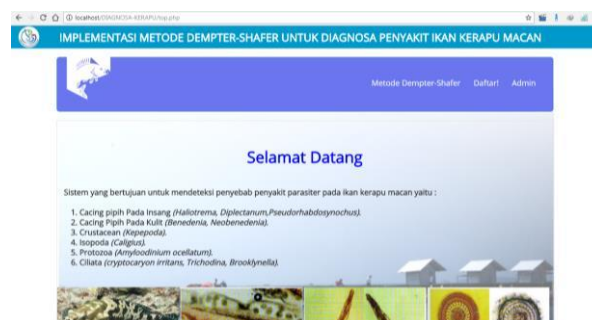 localhost/DIAGNOSA-KERAPU/top.php
IMPLEMENTASI METODE DEMPTER-SHAFER UNTUK DIAGNOSA PENYAKIT IKAN KERAPU MACAN
Metode Dempter-Shafer Daftar! Admin
Selamat Datang
Sistem yang bertujuan untuk mendeteksi penyebab penyakit parasiter pada ikan kerapu macan yaitu :
1. Cacing pipih Pada Insang (Haliotrema, Diplectanum,Pseudorhabdosynochus).
2. Cacing Pipih Pada Kulit (Benedenia, Neobenedenia).
3. Crustacean (Kepepoda).
4. Isopoda (Caligius).
5. Protozoa (Amyloodinium ocellatum).
6. Ciliata (cryptocaryon irritans, Trichodina, Brooklynella).